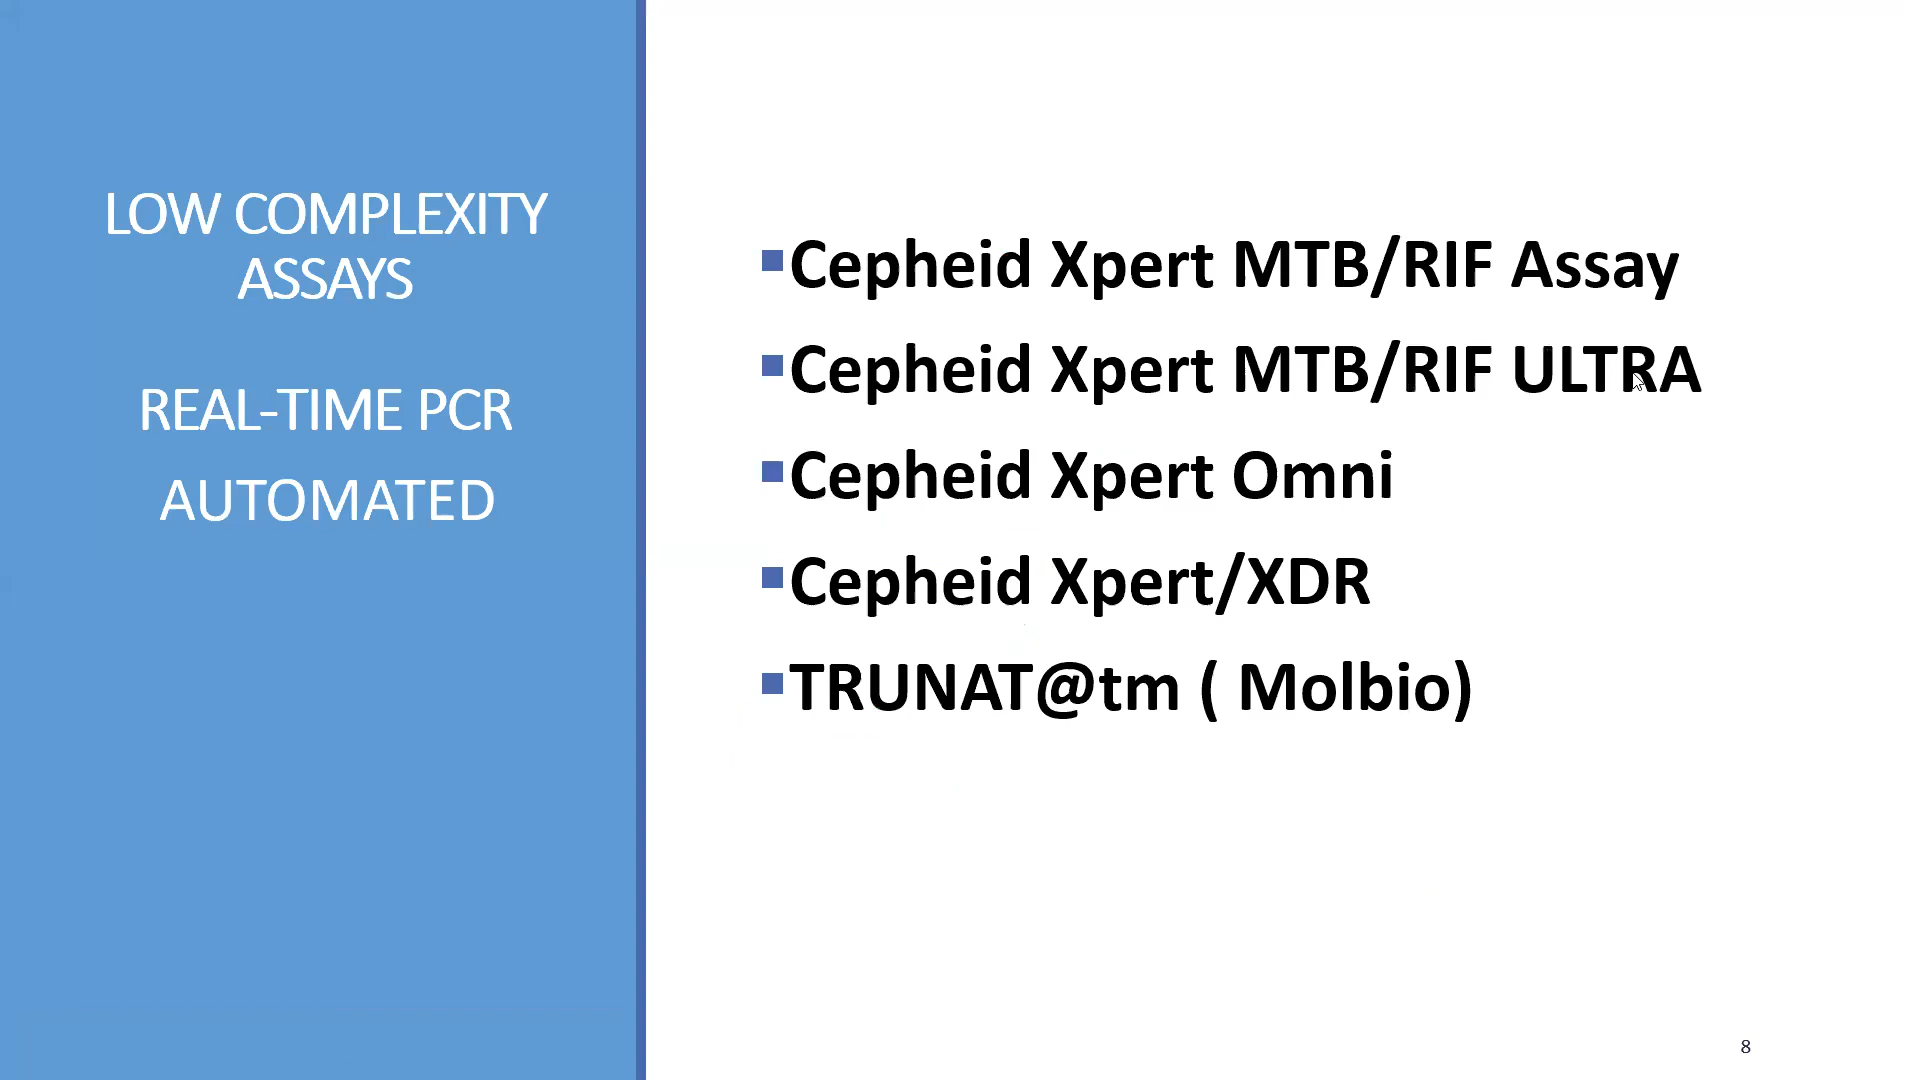 LOW COMPLEXITY
ASSAYS
REAL-TIME PCR
AUTOMATED
▪Cepheid Xpert MTB/RIF Assay
▪Cepheid Xpert MTB/RIF ULTRA
▪Cepheid Xpert Omni
▪Cepheid Xpert/XDR
▪TRUNAT@tm ( Molbio)
8